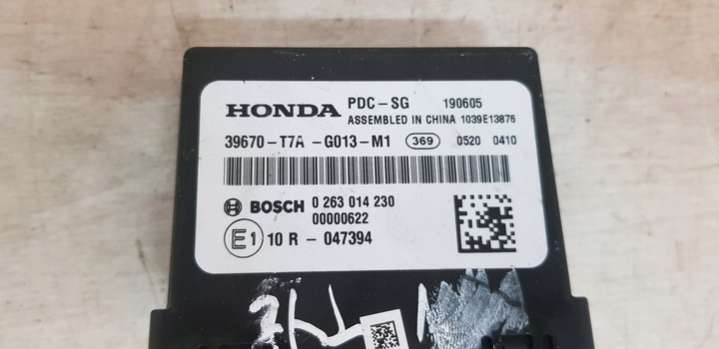 HONDA PDC-SG 190605
ASSEMBLED IN CHINA 1039E13876
39670-T7A-G013-M1 369 0520 0410
BOSCH 0 263 014 230
00000622
E1 10 R - 047394